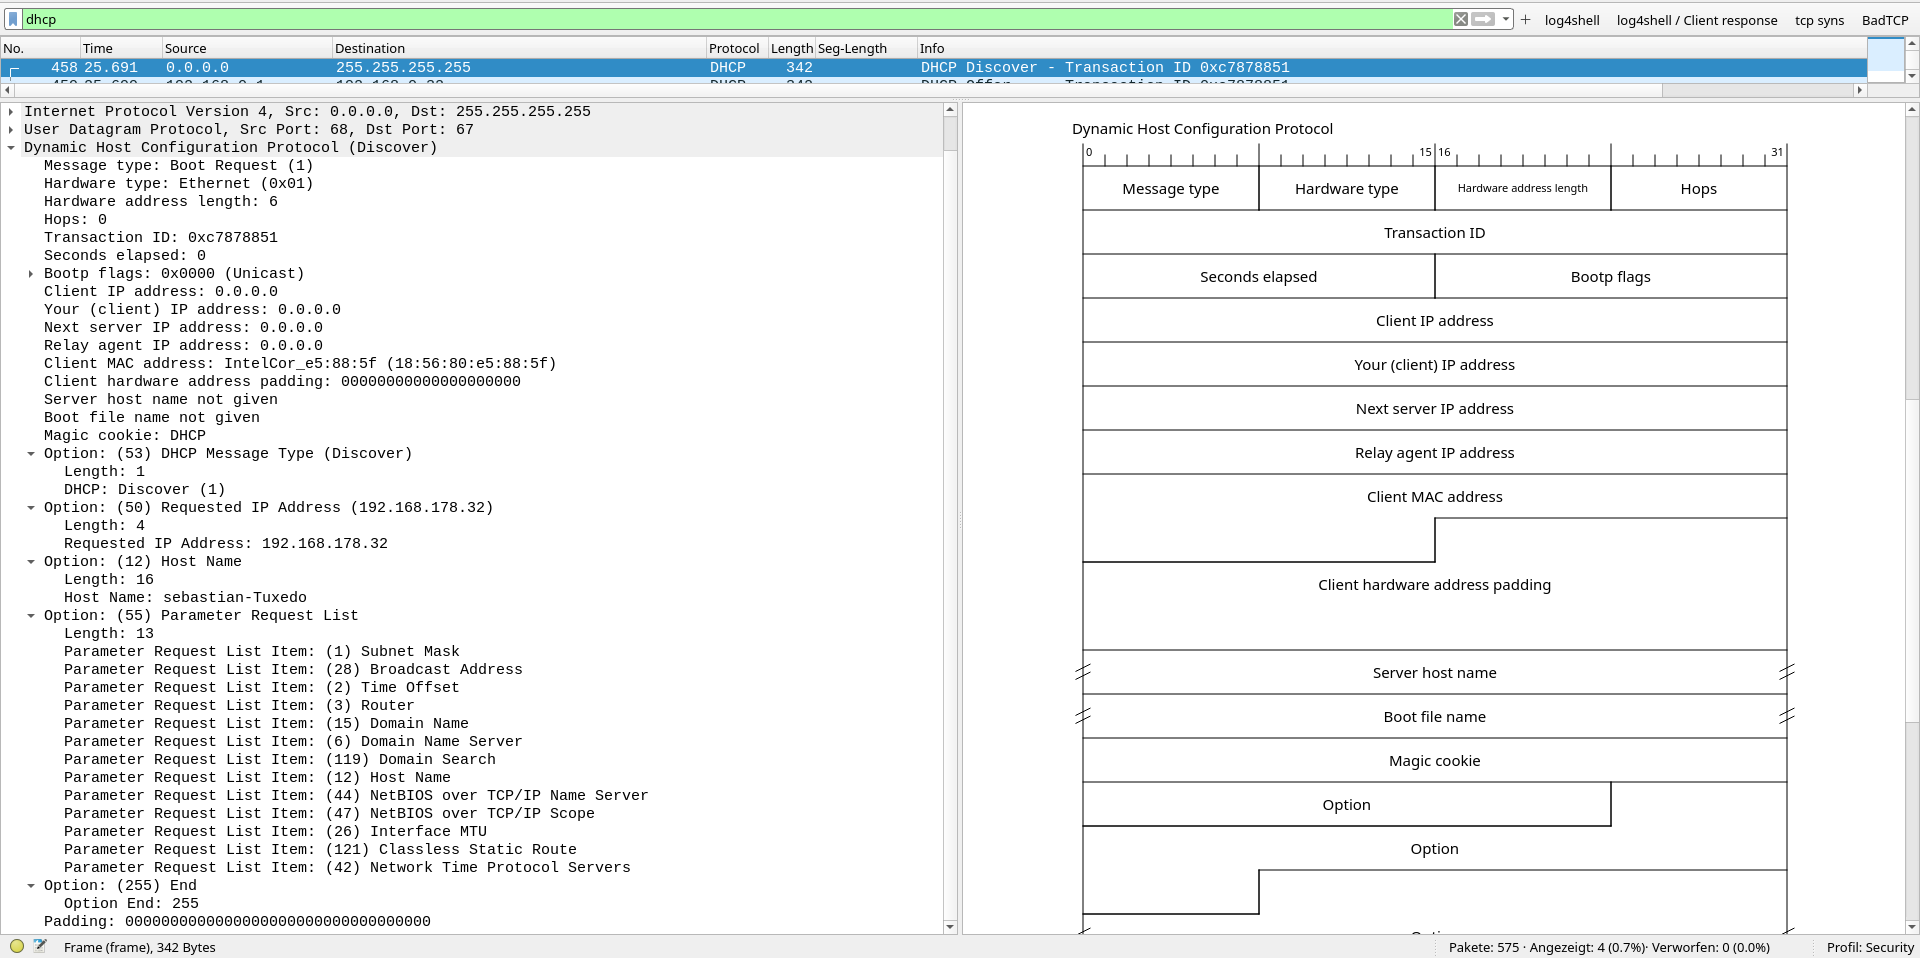 dhcp
log4shell log4shell / Client response tcp syns BadTCP
No. Time Source Destination Protocol Length Seg-Length Info
458 25.691 0.0.0.0 255.255.255.255 DHCP 342 DHCP Discover - Transaction ID 0xc7878851
Internet Protocol Version 4, Src: 0.0.0.0, Dst: 255.255.255.255
User Datagram Protocol, Src Port: 68, Dst Port: 67
Dynamic Host Configuration Protocol (Discover)
Message type: Boot Request (1)
Hardware type: Ethernet (0x01)
Hardware address length: 6
Hops: 0
Transaction ID: 0xc7878851
Seconds elapsed: 0
Bootp flags: 0x0000 (Unicast)
Client IP address: 0.0.0.0
Your (client) IP address: 0.0.0.0
Next server IP address: 0.0.0.0
Relay agent IP address: 0.0.0.0
Client MAC address: IntelCor_e5:88:5f (18:56:80:e5:88:5f)
Client hardware address padding: 00000000000000000000
Server host name not given
Boot file name not given
Magic cookie: DHCP
Option: (53) DHCP Message Type (Discover)
Length: 1
DHCP: Discover (1)
Option: (50) Requested IP Address (192.168.178.32)
Length: 4
Requested IP Address: 192.168.178.32
Option: (12) Host Name
Length: 16
Host Name: sebastian-Tuxedo
Option: (55) Parameter Request List
Length: 13
Parameter Request List Item: (1) Subnet Mask
Parameter Request List Item: (28) Broadcast Address
Parameter Request List Item: (2) Time Offset
Parameter Request List Item: (3) Router
Parameter Request List Item: (15) Domain Name
Parameter Request List Item: (6) Domain Name Server
Parameter Request List Item: (119) Domain Search
Parameter Request List Item: (12) Host Name
Parameter Request List Item: (44) NetBIOS over TCP/IP Name Server
Parameter Request List Item: (47) NetBIOS over TCP/IP Scope
Parameter Request List Item: (26) Interface MTU
Parameter Request List Item: (121) Classless Static Route
Parameter Request List Item: (42) Network Time Protocol Servers
Option: (255) End
Option End: 255
Padding: 0000000000000000000000000000000000
Dynamic Host Configuration Protocol
0 15 16 31
Message type Hardware type Hardware address length Hops
Transaction ID
Seconds elapsed Bootp flags
Client IP address
Your (client) IP address
Next server IP address
Relay agent IP address
Client MAC address
Client hardware address padding
Server host name
Boot file name
Magic cookie
Option
Option
Frame (frame), 342 Bytes
Pakete: 575 · Angezeigt: 4 (0.7%)· Verworfen: 0 (0.0%) Profil: Security